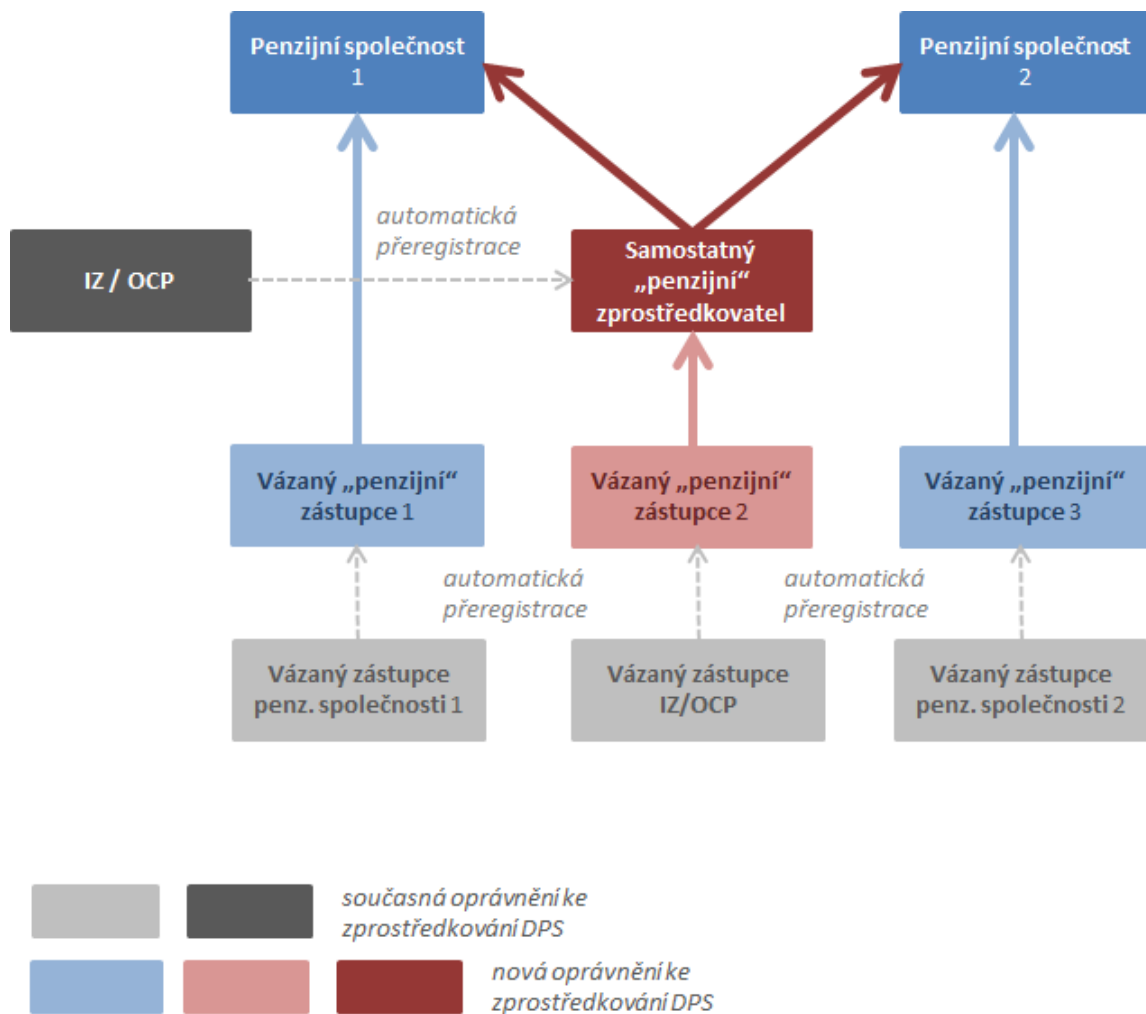 Penzijní společnost
1
Penzijní společnost
2
automatická
přeregistrace
IZ / OCP
Samostatný
„penzijní“
zprostředkovatel
Vázaný „penzijní“
zástupce 1
Vázaný „penzijní“
zástupce 2
Vázaný „penzijní“
zástupce 3
automatická
přeregistrace
automatická
přeregistrace
Vázaný zástupce
penz. společnosti 1
Vázaný zástupce
IZ/OCP
Vázaný zástupce
penz. společnosti 2
současná oprávnění ke
zprostředkování DPS
nová oprávnění ke
zprostředkování DPS